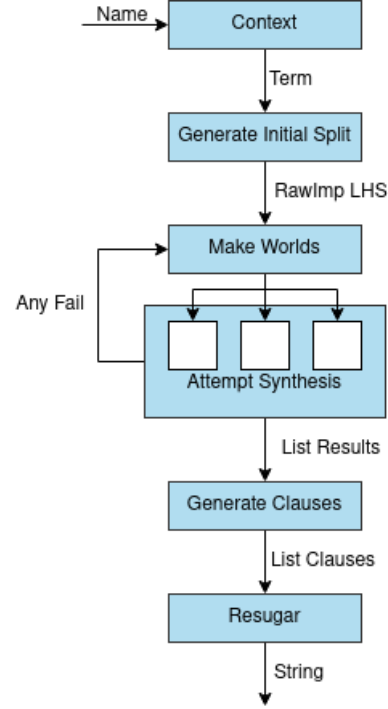 Name
Context
Term
Generate Initial Split
RawImp LHS
Make Worlds
Any Fail
Attempt Synthesis
List Results
Generate Clauses
List Clauses
Resugar
String